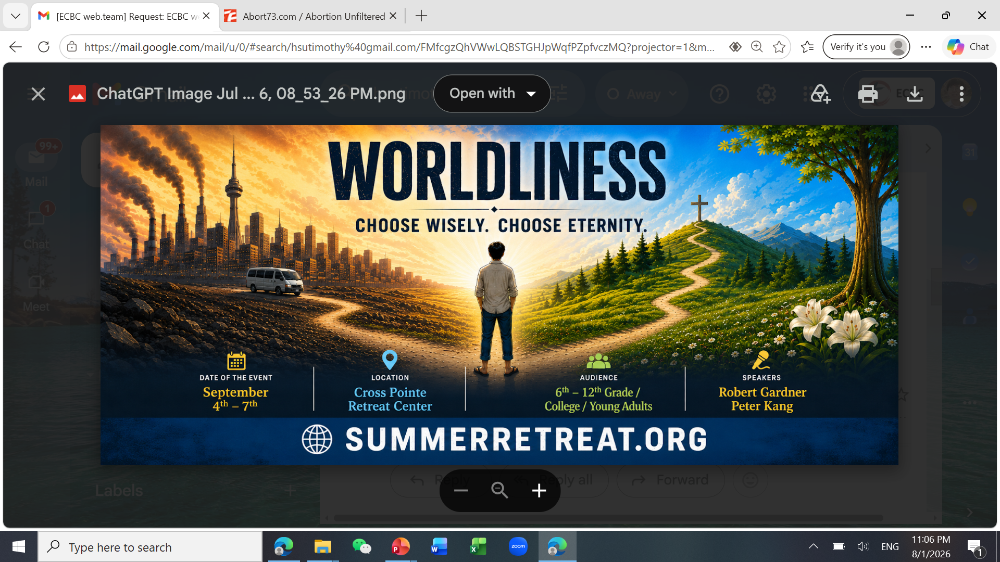 [ECBC web.team] Request: ECBC w
Abort73.com / Abortion Unfiltered
https://mail.google.com/mail/u/0/#search/hsutimothy%40gmail.com/FMfcgzQhVWwLQBSTGHJpWqfPZpfvczMQ?projector=1&m...
Verify it's you
Chat
ChatGPT Image Jul ... 6, 08_53_26 PM.png
Open with
Away
99+
Mail
1
Chat
Meet
31
WORLDLINESS
CHOOSE WISELY. CHOOSE ETERNITY.
DATE OF THE EVENT
September
4th – 7th
LOCATION
Cross Pointe
Retreat Center
AUDIENCE
6th – 12th Grade /
College / Young Adults
SPEAKERS
Robert Gardner
Peter Kang
SUMMERRETREAT.ORG
Reply
Reply all
Forward
Labels
Type here to search
zoom
ENG
11:06 PM
8/1/2026
1